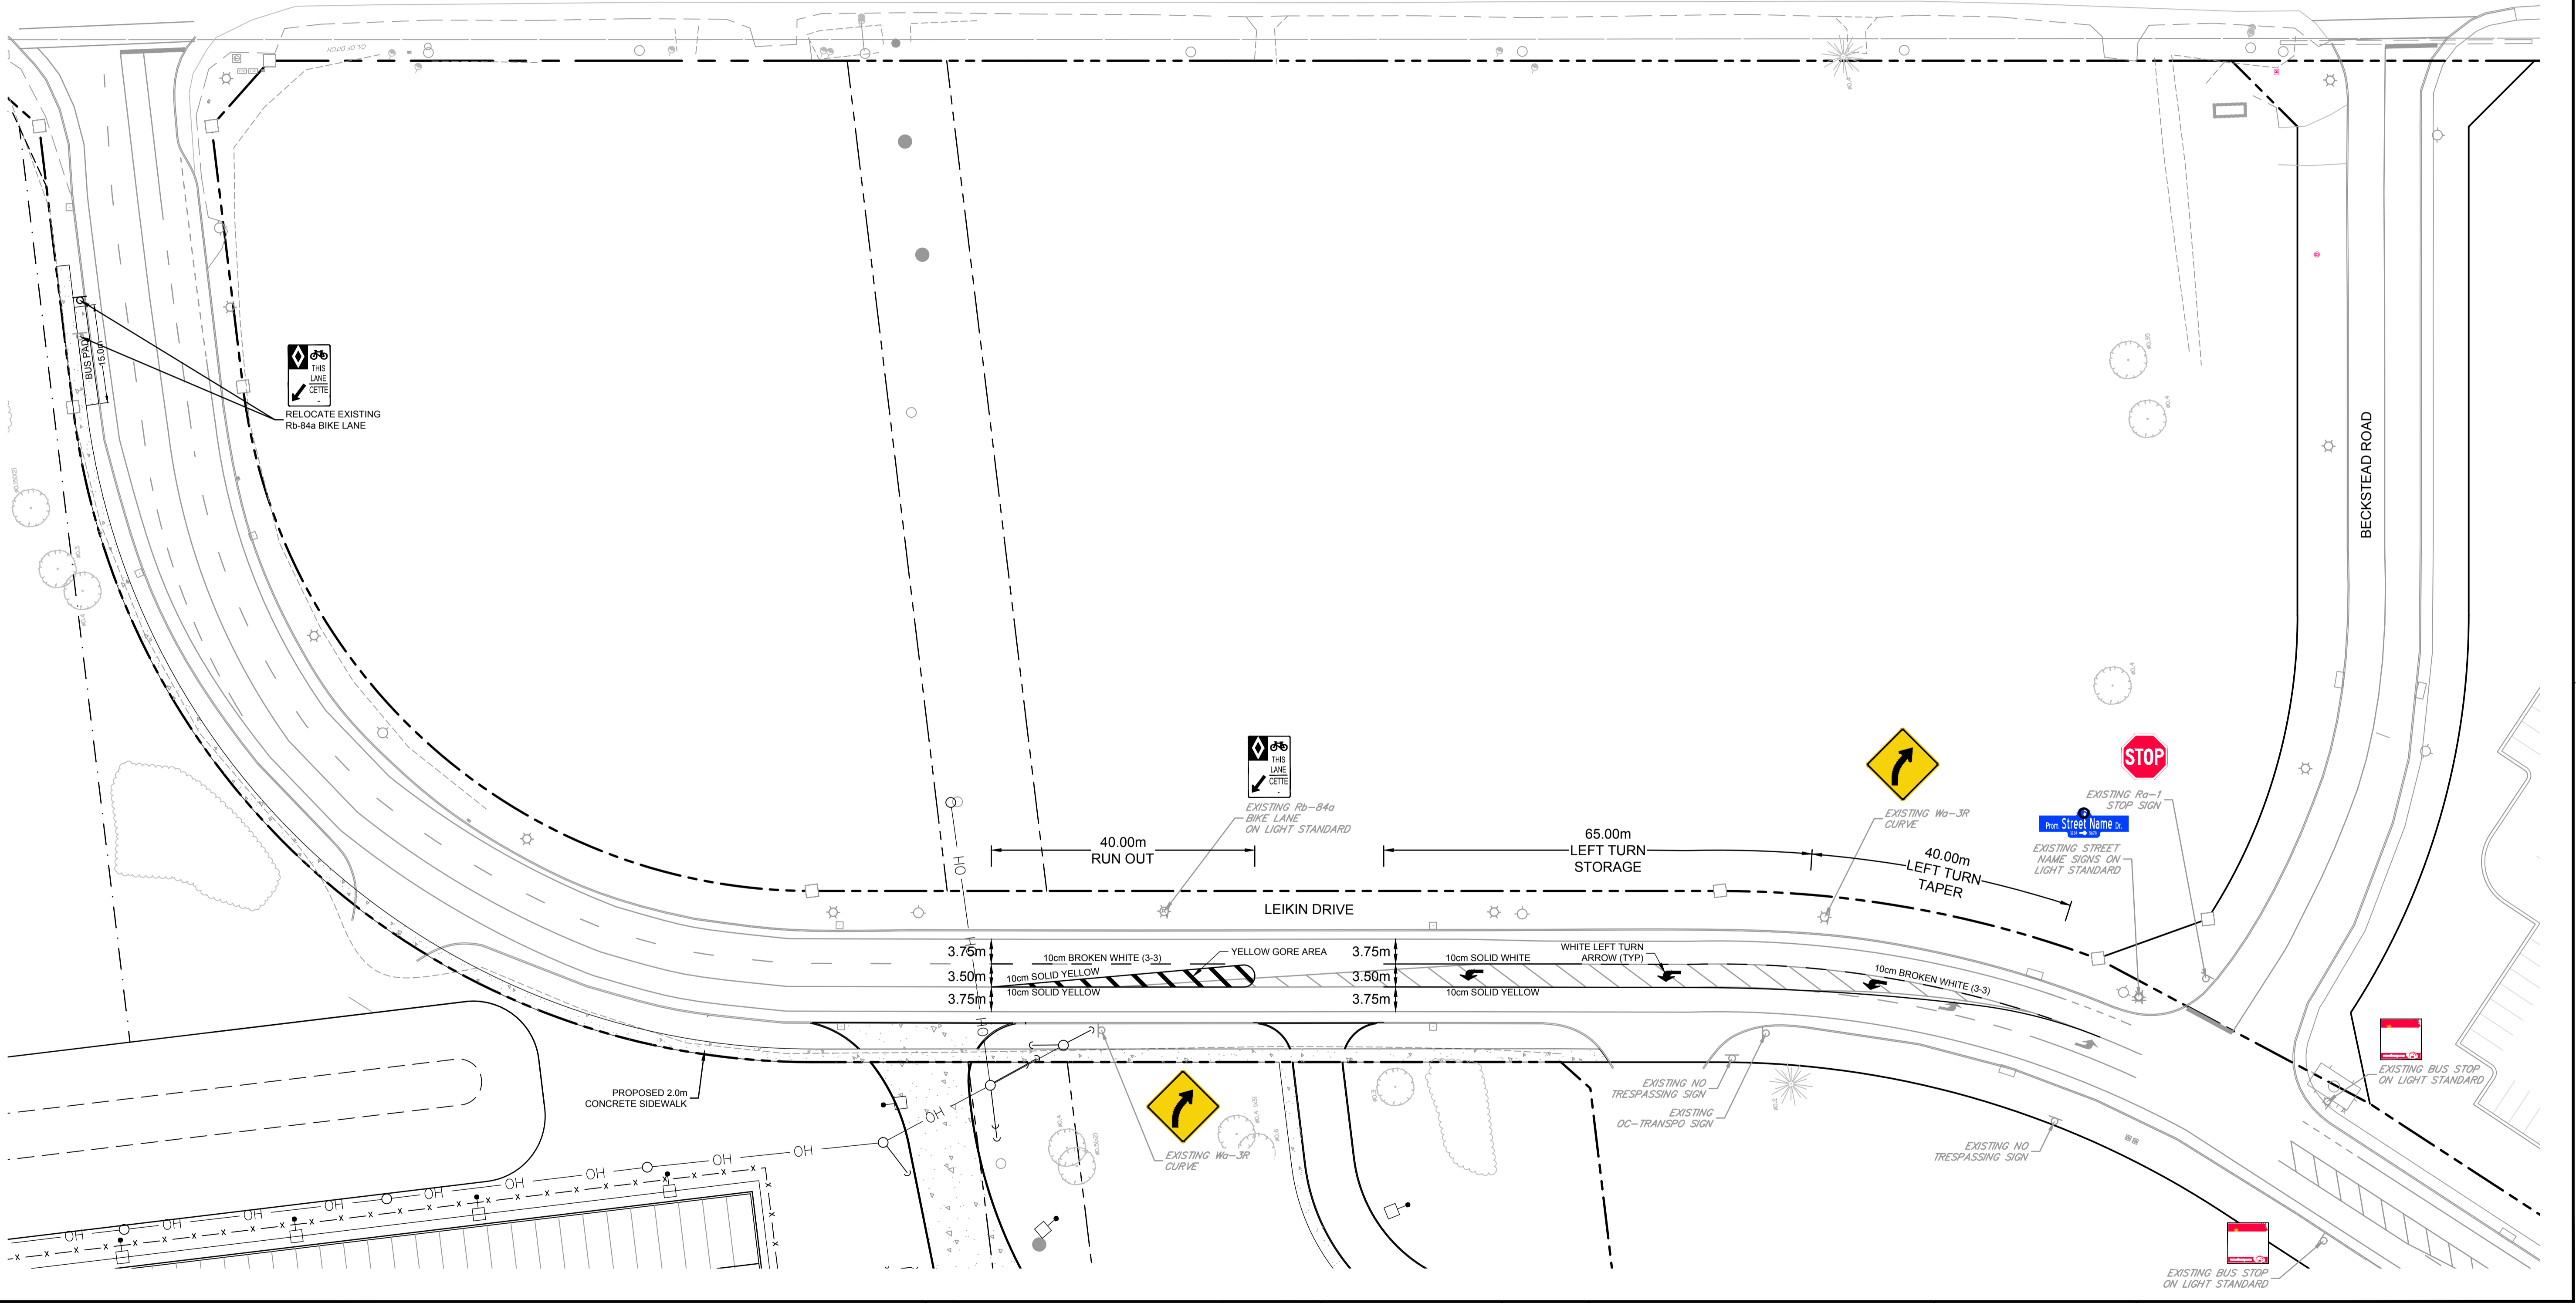 CL OF DITCH
BUS PAD
15.0m
THIS
LANE
CETTE
RELOCATE EXISTING
Rb-84a BIKE LANE
BECKSTEAD ROAD
THIS
LANE
CETTE
EXISTING Rb-84a
BIKE LANE
ON LIGHT STANDARD
EXISTING Wa-3R
CURVE
STOP
EXISTING Ra-1
STOP SIGN
Prom. Street Name Dr.
EXISTING STREET
NAME SIGNS ON
LIGHT STANDARD
40.00m
RUN OUT
65.00m
LEFT TURN
STORAGE
40.00m
LEFT TURN
TAPER
OH
LEIKIN DRIVE
3.75m
3.50m
3.75m
10cm BROKEN WHITE (3-3)
10cm SOLID YELLOW
10cm SOLID YELLOW
YELLOW GORE AREA
3.75m
3.50m
3.75m
10cm SOLID WHITE
10cm SOLID YELLOW
WHITE LEFT TURN
ARROW (TYP)
10cm BROKEN WHITE (3-3)
PROPOSED 2.0m
CONCRETE SIDEWALK
EXISTING Wa-3R
CURVE
EXISTING NO
TRESPASSING SIGN
EXISTING
OC-TRANSPO SIGN
EXISTING NO
TRESPASSING SIGN
EXISTING BUS STOP
ON LIGHT STANDARD
EXISTING BUS STOP
ON LIGHT STANDARD
OH
OH
OH
OH
OH
OH
OH
OH
OH
OH